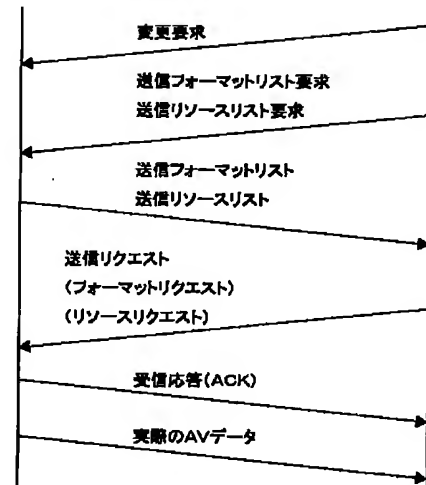 変更要求
送信フォーマットリスト要求
送信リソースリスト要求
送信フォーマットリスト
送信リソースリスト
送信リクエスト
(フォーマットリクエスト)
(リソースリクエスト)
受信応答(ACK)
実際のAVデータ